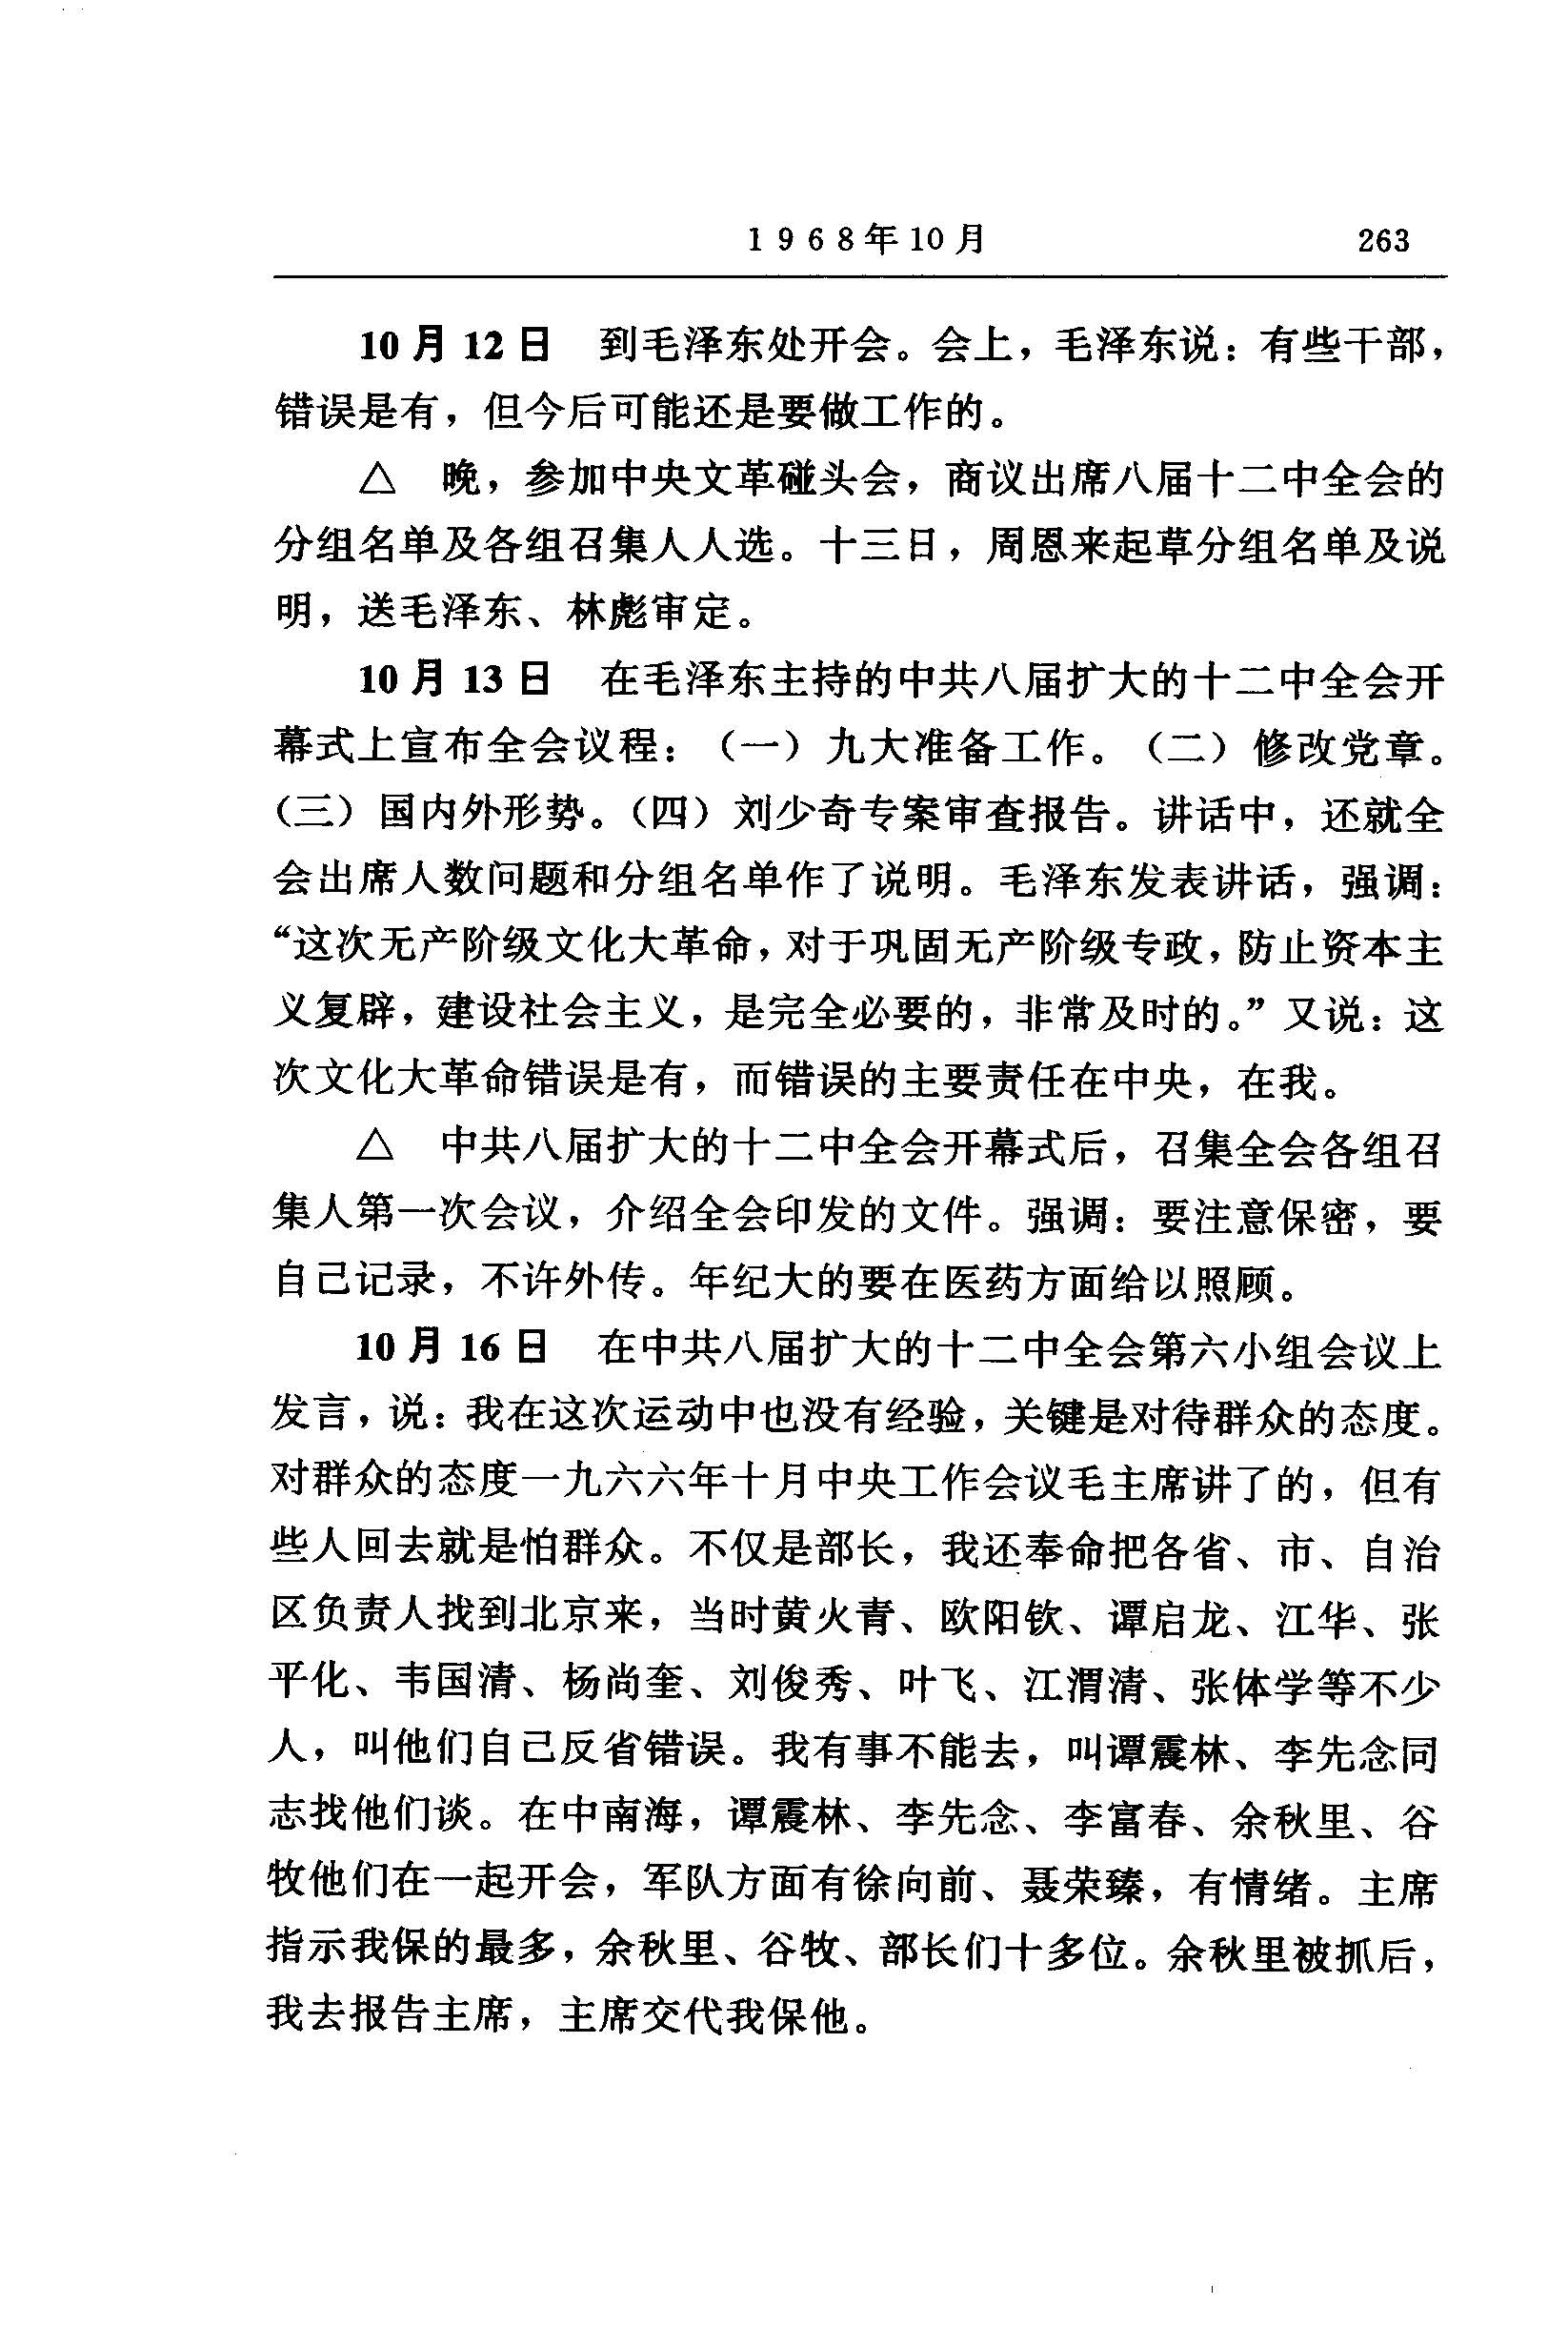 1968年10月 263
10月12日 到毛泽东处开会。会上，毛泽东说：有些干部，
错误是有，但今后可能还是要做工作的。
△ 晚，参加中央文革碰头会，商议出席八届十二中全会的
分组名单及各组召集人人选。十三日，周恩来起草分组名单及说
明，送毛泽东、林彪审定。
10月13日 在毛泽东主持的中共八届扩大的十二中全会开
幕式上宣布全会议程：（一）九大准备工作。（二）修改党章。
（三）国内外形势。（四）刘少奇专案审查报告。讲话中，还就全
会出席人数问题和分组名单作了说明。毛泽东发表讲话，强调：
“这次无产阶级文化大革命，对于巩固无产阶级专政，防止资本主
义复辟，建设社会主义，是完全必要的，非常及时的。”又说：这
次文化大革命错误是有，而错误的主要责任在中央，在我。
△ 中共八届扩大的十二中全会开幕式后，召集全会各组召
集人第一次会议，介绍全会印发的文件。强调：要注意保密，要
自己记录，不许外传。年纪大的要在医药方面给以照顾。
10月16日 在中共八届扩大的十二中全会第六小组会议上
发言，说：我在这次运动中也没有经验，关键是对待群众的态度。
对群众的态度一九六六年十月中央工作会议毛主席讲了的，但有
些人回去就是怕群众。不仅是部长，我还奉命把各省、市、自治
区负责人找到北京来，当时黄火青、欧阳钦、谭启龙、江华、张
平化、韦国清、杨尚奎、刘俊秀、叶飞、江渭清、张体学等不少
人，叫他们自己反省错误。我有事不能去，叫谭震林、李先念同
志找他们谈。在中南海，谭震林、李先念、李富春、余秋里、谷
牧他们在一起开会，军队方面有徐向前、聂荣臻，有情绪。主席
指示我保的最多，余秋里、谷牧、部长们十多位。余秋里被抓后，
我去报告主席，主席交代我保他。